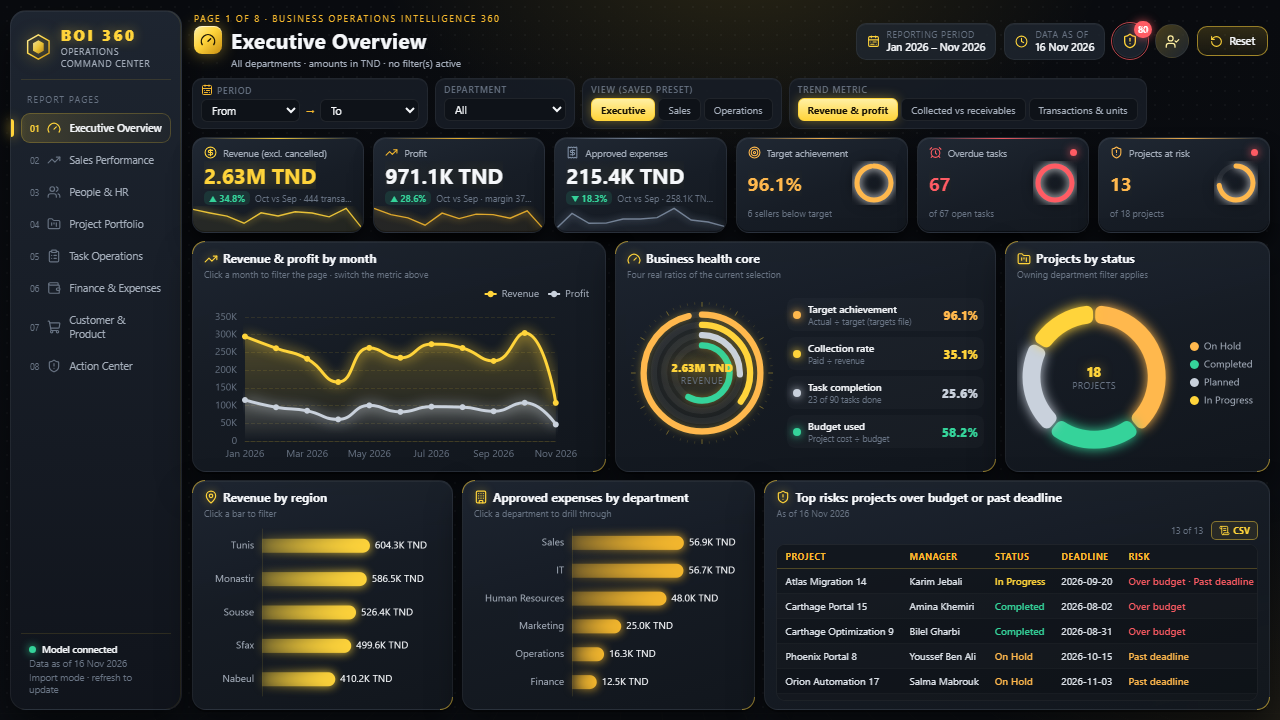 BOI 360
OPERATIONS
COMMAND CENTER
REPORT PAGES
01 Executive Overview
02 Sales Performance
03 People & HR
04 Project Portfolio
05 Task Operations
06 Finance & Expenses
07 Customer &
Product
08 Action Center
Model connected
Data as of 16 Nov 2026
Import mode · refresh to
update
PAGE 1 OF 8 · BUSINESS OPERATIONS INTELLIGENCE 360
Executive Overview
All departments · amounts in TND · no filter(s) active
REPORTING PERIOD
Jan 2026 – Nov 2026
DATA AS OF
16 Nov 2026
80
Reset
PERIOD
From → To
DEPARTMENT
All
VIEW (SAVED PRESET)
Executive Sales Operations
TREND METRIC
Revenue & profit Collected vs receivables Transactions & units
Revenue (excl. cancelled)
2.63M TND
▲ 34.8% Oct vs Sep · 444 transa...
Profit
971.1K TND
▲ 28.6% Oct vs Sep · margin 37...
Approved expenses
215.4K TND
▼ 18.3% Oct vs Sep · 258.1K TN...
Target achievement
96.1%
6 sellers below target
Overdue tasks
67
of 67 open tasks
Projects at risk
13
of 18 projects
Revenue & profit by month
Click a month to filter the page · switch the metric above
Revenue Profit
350K
300K
250K
200K
150K
100K
50K
0
Jan 2026 Mar 2026 May 2026 Jul 2026 Sep 2026 Nov 2026
Business health core
Four real ratios of the current selection
2.63M TND
REVENUE
Target achievement 96.1%
Actual ÷ target (targets file)
Collection rate 35.1%
Paid ÷ revenue
Task completion 25.6%
23 of 90 tasks done
Budget used 58.2%
Project cost ÷ budget
Projects by status
Owning department filter applies
18
PROJECTS
On Hold
Completed
Planned
In Progress
Revenue by region
Click a bar to filter
Tunis 604.3K TND
Monastir 586.5K TND
Sousse 526.4K TND
Sfax 499.6K TND
Nabeul 410.2K TND
Approved expenses by department
Click a department to drill through
Sales 56.9K TND
IT 56.7K TND
Human Resources 48.0K TND
Marketing 25.0K TND
Operations 16.3K TND
Finance 12.5K TND
Top risks: projects over budget or past deadline
As of 16 Nov 2026
13 of 13 CSV
PROJECT MANAGER STATUS DEADLINE RISK
Atlas Migration 14 Karim Jebali In Progress 2026-09-20 Over budget · Past deadline
Carthage Portal 15 Amina Khemiri Completed 2026-08-02 Over budget
Carthage Optimization 9 Bilel Gharbi Completed 2026-08-31 Over budget
Phoenix Portal 8 Youssef Ben Ali On Hold 2026-10-15 Past deadline
Orion Automation 17 Salma Mabrouk On Hold 2026-11-03 Past deadline